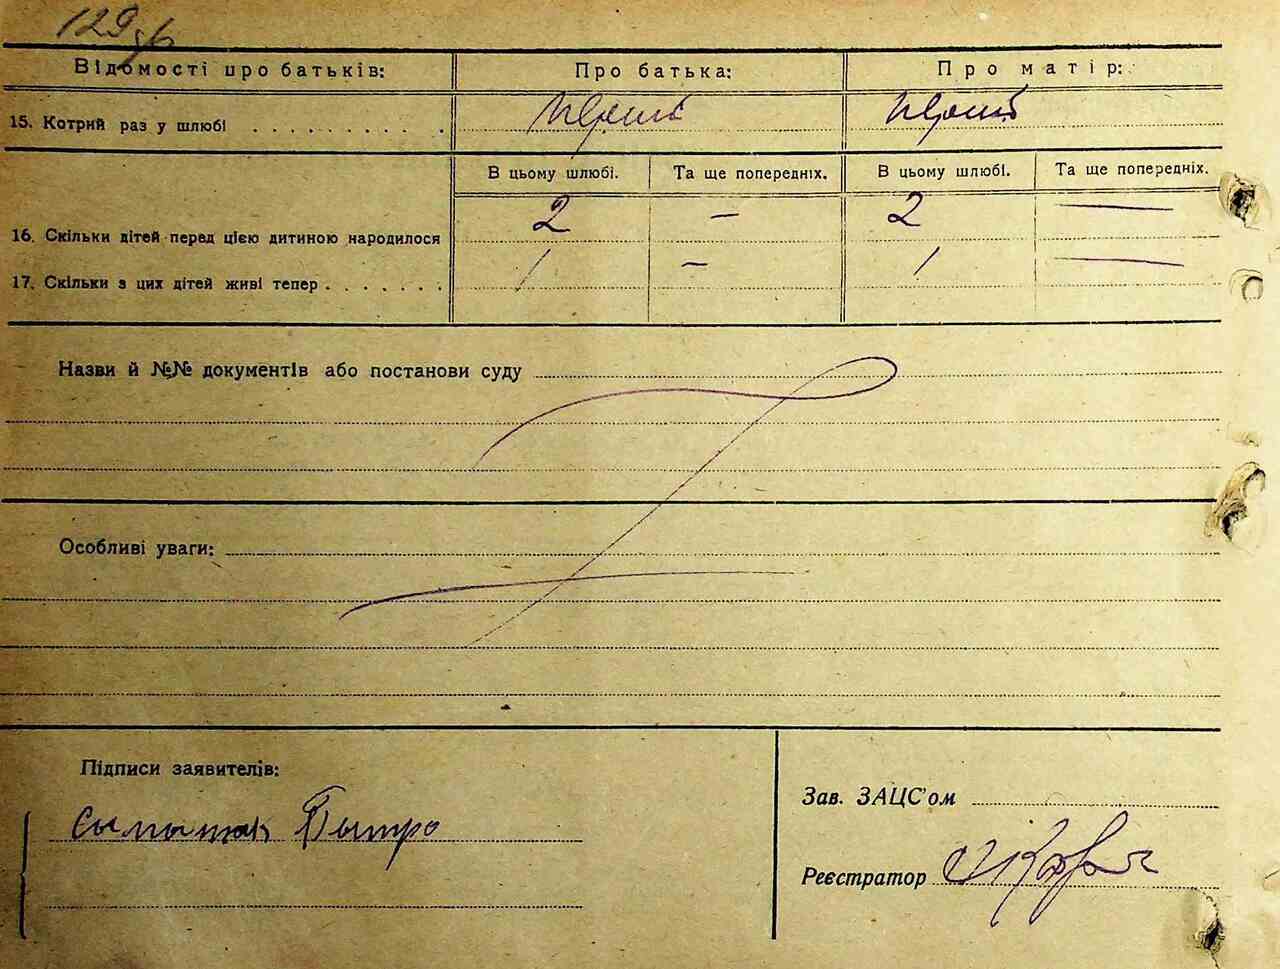 129
Відомості про батьків: Про батька: Про матір:
15. Котрий раз у шлюбі . . . . . . . . . . перший перший
В цьому шлюбі. Та ще попередніх. В цьому шлюбі. Та ще попередніх.
16. Скільки дітей перед цією дитиною народилося 2 — 2 —
17. Скільки з цих дітей живі тепер . . . . . . . 1 — 1 —
Назви й №№ документів або постанови суду
Особливі уваги:
Підписи заявителів:
Зав. ЗАЦС'ом
Пытро
Реєстратор